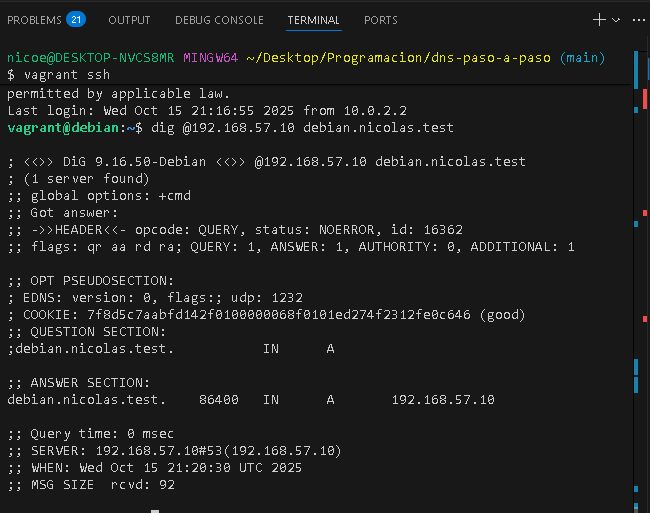 PROBLEMS 21 OUTPUT DEBUG CONSOLE TERMINAL PORTS
nicoe@DESKTOP-NVCS8MR MINGW64 ~/Desktop/Programacion/dns-paso-a-paso (main)
$ vagrant ssh
permitted by applicable law.
Last login: Wed Oct 15 21:16:55 2025 from 10.0.2.2
vagrant@debian:~$ dig @192.168.57.10 debian.nicolas.test

; <<>> DiG 9.16.50-Debian <<>> @192.168.57.10 debian.nicolas.test
; (1 server found)
;; global options: +cmd
;; Got answer:
;; ->>HEADER<<- opcode: QUERY, status: NOERROR, id: 16362
;; flags: qr aa rd ra; QUERY: 1, ANSWER: 1, AUTHORITY: 0, ADDITIONAL: 1

;; OPT PSEUDOSECTION:
; EDNS: version: 0, flags:; udp: 1232
; COOKIE: 7f8d5c7aabfd142f0100000068f0101ed274f2312fe0c646 (good)
;; QUESTION SECTION:
;debian.nicolas.test. IN A

;; ANSWER SECTION:
debian.nicolas.test. 86400 IN A 192.168.57.10

;; Query time: 0 msec
;; SERVER: 192.168.57.10#53(192.168.57.10)
;; WHEN: Wed Oct 15 21:20:30 UTC 2025
;; MSG SIZE rcvd: 92